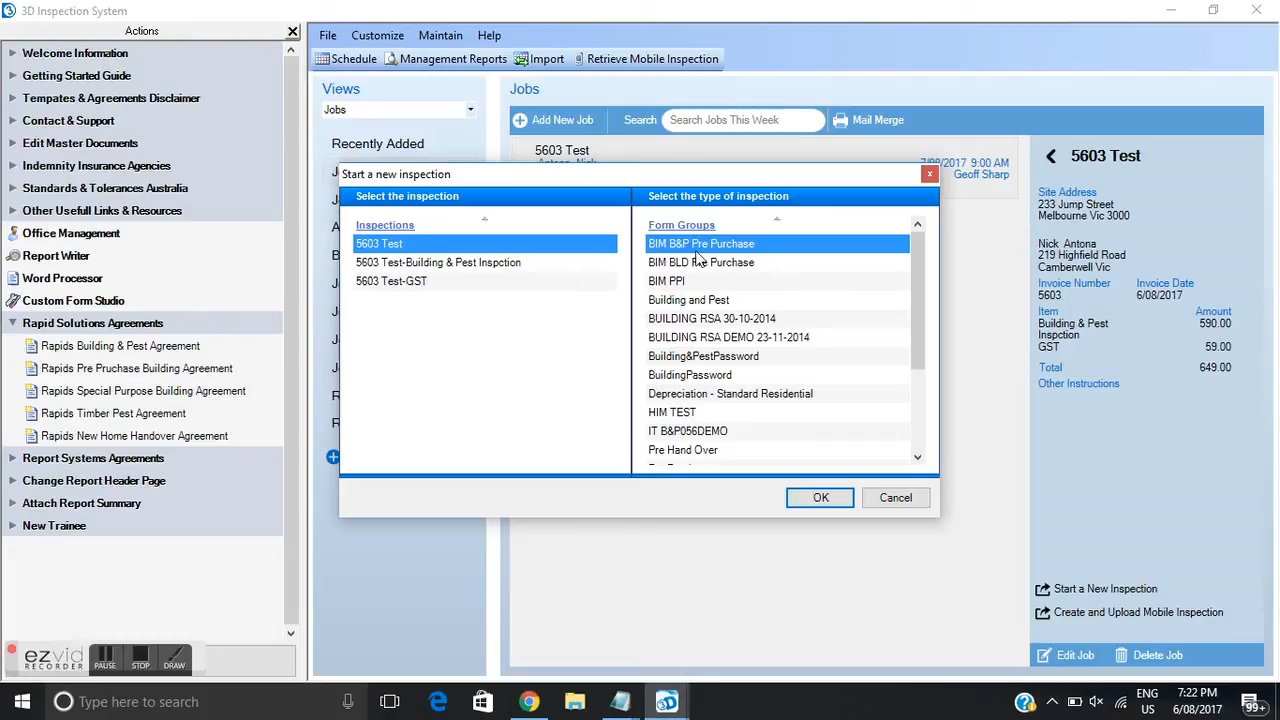 3D Inspection System
Actions
Welcome Information
Getting Started Guide
Tempates & Agreements Disclaimer
Contact & Support
Edit Master Documents
Indemnity Insurance Agencies
Standards & Tolerances Australia
Other Usefull Links & Resources
Office Management
Report Writer
Word Processor
Custom Form Studio
Rapid Solutions Agreements
Rapids Building & Pest Agreement
Rapids Pre Pruchase Building Agreement
Rapids Special Purpose Building Agreement
Rapids Timber Pest Agreement
Rapids New Home Handover Agreement
Report Systems Agreements
Change Report Header Page
Attach Report Summary
New Trainee
ezvid
RECORDER
PAUSE
STOP
DRAW
File Customize Maintain Help
Schedule Management Reports Import Retrieve Mobile Inspection
Views
Jobs
Recently Added
Jobs
Add New Job Search Search Jobs This Week Mail Merge
5603 Test
7/08/2017 9:00 AM
Geoff Sharp
Start a new inspection
Select the inspection
Inspections
5603 Test
5603 Test-Building & Pest Inspction
5603 Test-GST
Select the type of inspection
Form Groups
BIM B&P Pre Purchase
BIM BLD Pre Purchase
BIM PPI
Building and Pest
BUILDING RSA 30-10-2014
BUILDING RSA DEMO 23-11-2014
Building&PestPassword
BuildingPassword
Depreciation - Standard Residential
HIM TEST
IT B&P056DEMO
Pre Hand Over
OK Cancel
5603 Test
Site Address
233 Jump Street
Melbourne Vic 3000
Nick Antona
219 Highfield Road
Camberwell Vic
Invoice Number Invoice Date
5603 6/08/2017
Item Amount
Building & Pest 590.00
Inspction
GST 59.00
Total 649.00
Other Instructions
Start a New Inspection
Create and Upload Mobile Inspection
Edit Job Delete Job
Type here to search
ENG
US
7:22 PM
6/08/2017
99+